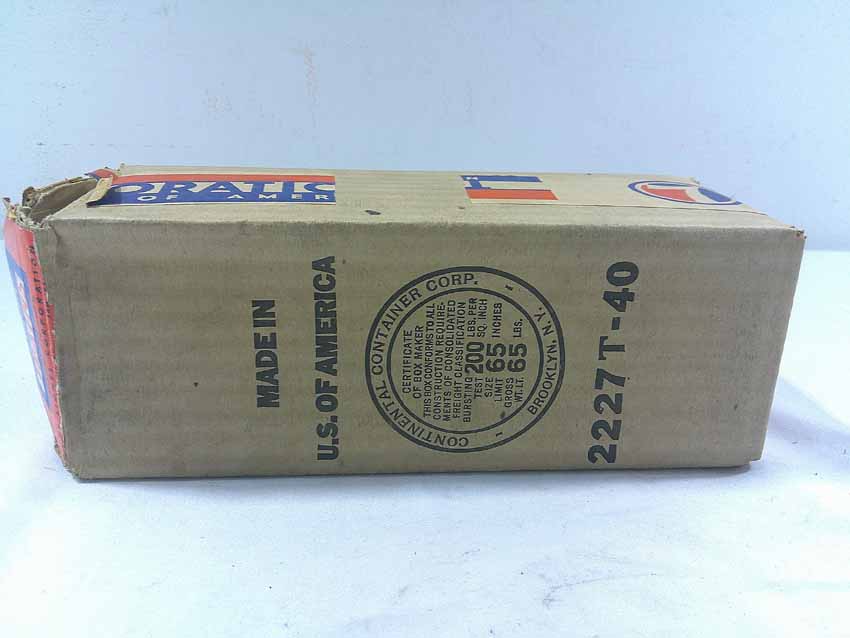 ORATIO
OF AMER
CORPORATION
MADE IN
U.S. OF AMERICA
CONTINENTAL CONTAINER CORP.
CERTIFICATE
OF BOX MAKER
THIS BOX CONFORMS TO ALL
CONSTRUCTION REQUIRE-
MENTS OF CONSOLIDATED
FREIGHT CLASSIFICATION
BURSTING TEST 200 LBS. PER SQ. INCH
SIZE LIMIT 65 INCHES
GROSS WT.LT. 65 LBS.
BROOKLYN, N.Y.
2227T-40